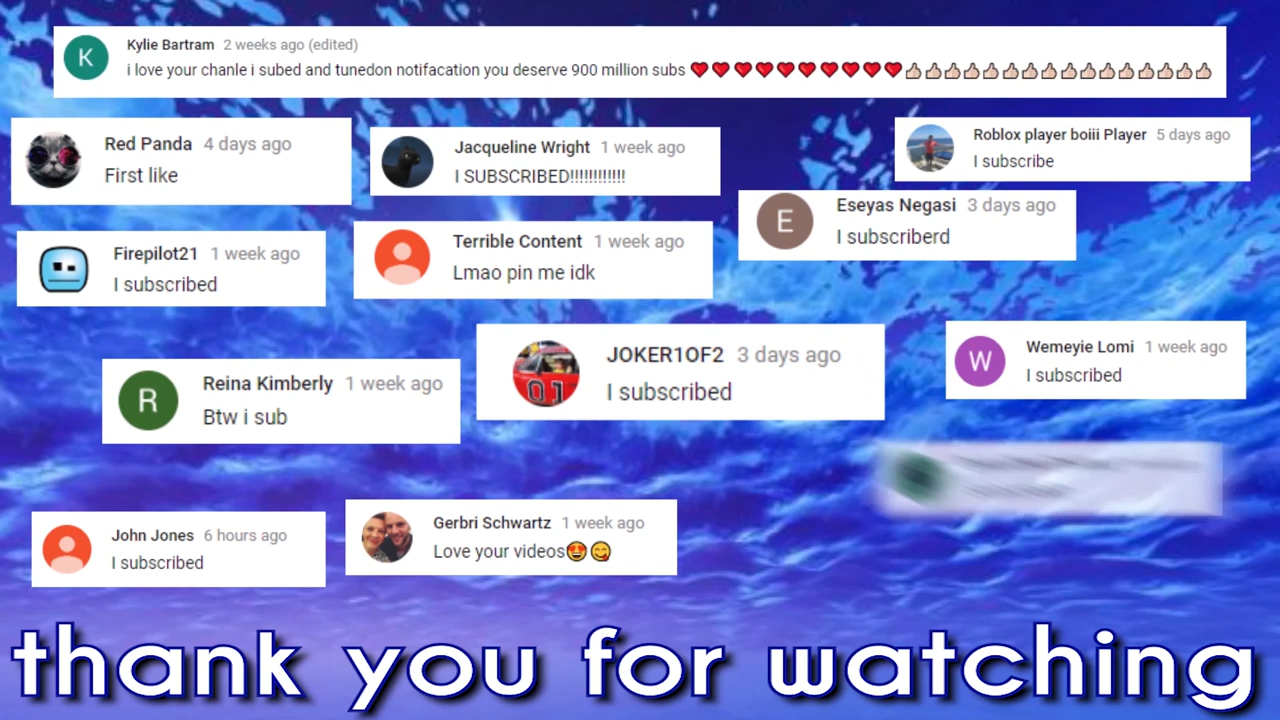 K
Kylie Bartram 2 weeks ago (edited)
i love your chanle i subed and tunedon notifacation you deserve 900 million subs ❤❤❤❤❤❤❤❤❤❤👍🏻👍🏻👍🏻👍🏻👍🏻👍🏻👍🏻👍🏻👍🏻👍🏻👍🏻👍🏻👍🏻👍🏻👍🏻👍🏻
Red Panda 4 days ago
First like
Jacqueline Wright 1 week ago
I SUBSCRIBED!!!!!!!!!!!!
Roblox player boiii Player 5 days ago
I subscribe
E
Eseyas Negasi 3 days ago
I subscriberd
Firepilot21 1 week ago
I subscribed
Terrible Content 1 week ago
Lmao pin me idk
R
Reina Kimberly 1 week ago
Btw i sub
01
JOKER1OF2 3 days ago
I subscribed
W
Wemeyie Lomi 1 week ago
I subscribed
John Jones 6 hours ago
I subscribed
Gerbri Schwartz 1 week ago
Love your videos😍😋
thank you for watching